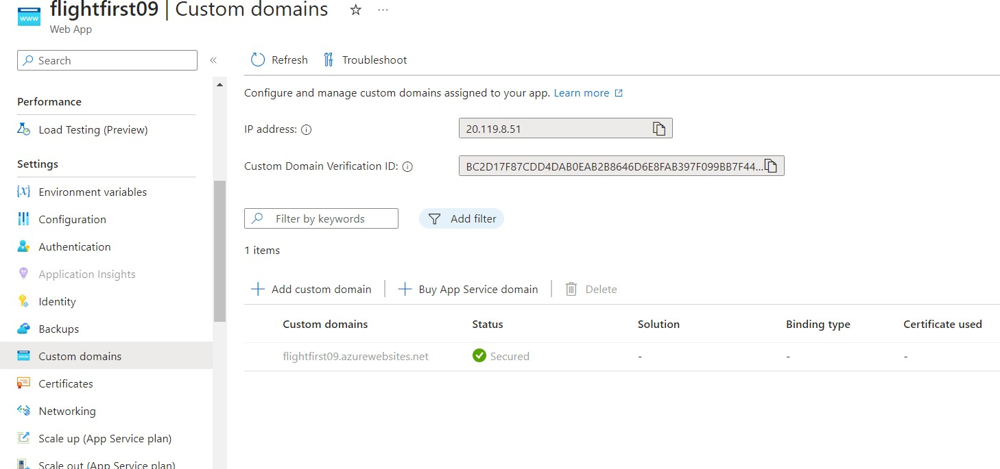 flightfirst09 | Custom domains
www
Web App
Search
«
Performance
Load Testing (Preview)
Settings
Environment variables
Configuration
Authentication
Application Insights
Identity
Backups
Custom domains
Certificates
Networking
Scale up (App Service plan)
Scale out (App Service plan)
Refresh
Troubleshoot
Configure and manage custom domains assigned to your app. Learn more
IP address:
20.119.8.51
Custom Domain Verification ID:
BC2D17F87CDD4DAB0EAB2B8646D6E8FAB397F099BB7F44...
Filter by keywords
Add filter
1 items
Add custom domain
Buy App Service domain
Delete
Custom domains Status Solution Binding type Certificate used
flightfirst09.azurewebsites.net Secured - - -